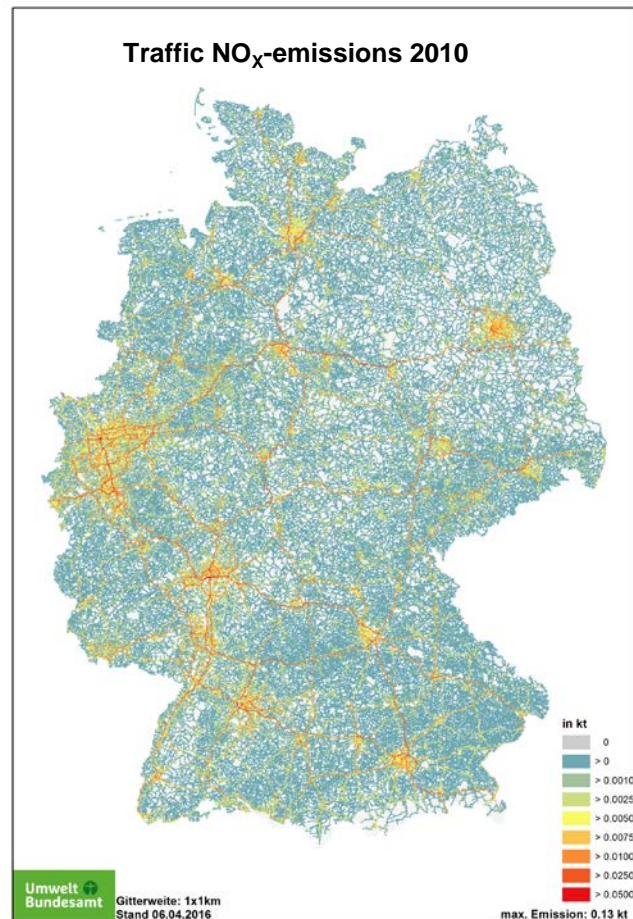 Traffic NOX-emissions 2010
in kt
0
> 0
> 0.0010
> 0.0025
> 0.0050
> 0.0075
> 0.0100
> 0.0250
> 0.0500
Umwelt
Bundesamt
Gitterweite: 1x1km
Stand 06.04.2016
max. Emission: 0.13 kt